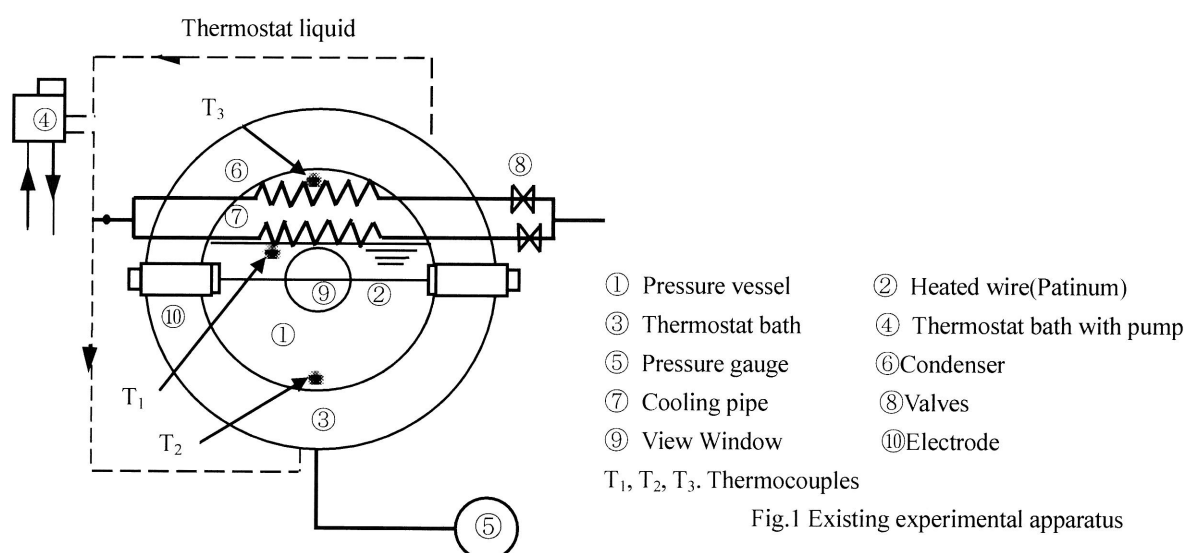 Thermostat liquid
④
T₃
⑥
⑧
⑦
⑨
②
⑩
①
T₁
T₂
③
⑤
① Pressure vessel ② Heated wire(Patinum)
③ Thermostat bath ④ Thermostat bath with pump
⑤ Pressure gauge ⑥Condenser
⑦ Cooling pipe ⑧Valves
⑨ View Window ⑩Electrode
T₁, T₂, T₃. Thermocouples
Fig.1 Existing experimental apparatus